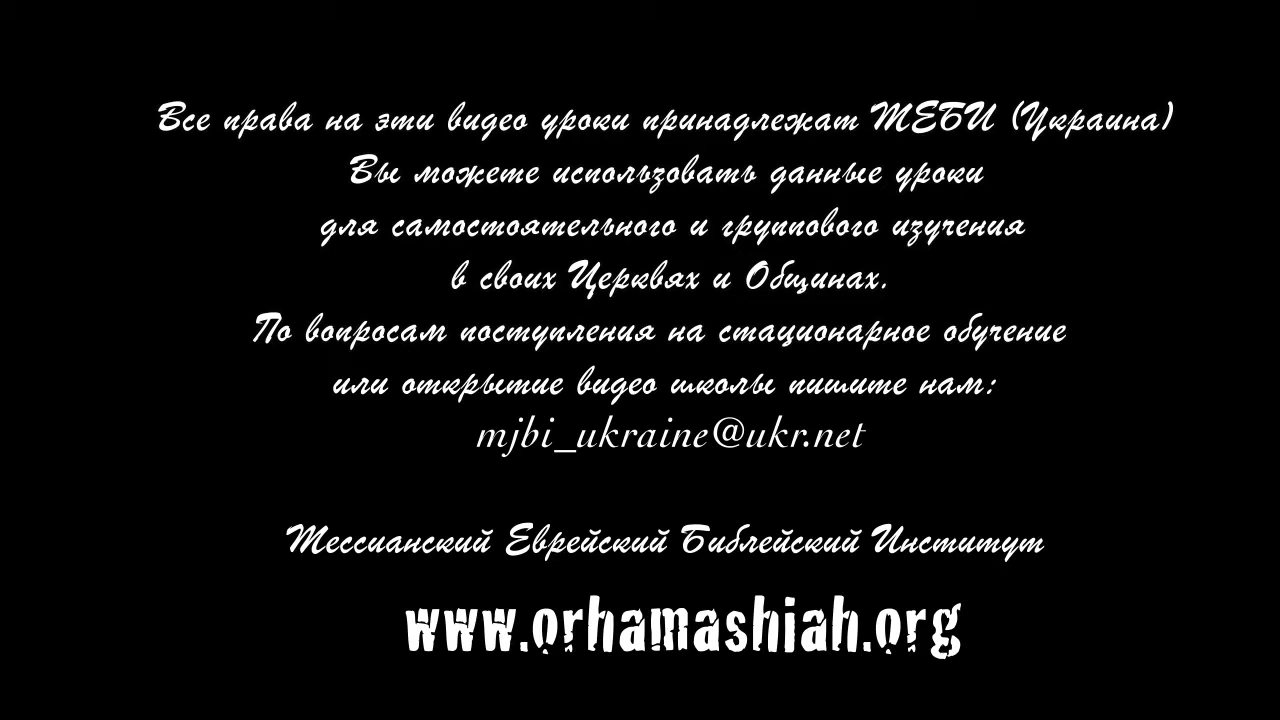 Все права на эти видео уроки принадлежат МЕБИ (Украина)
Вы можете использовать данные уроки
для самостоятельного и группового изучения
в своих Церквях и Общинах.
По вопросам поступления на стационарное обучение
или открытие видео школы пишите нам:
mjbi_ukraine@ukr.net
Мессианский Еврейский Библейский Институт
www.orhamashiah.org